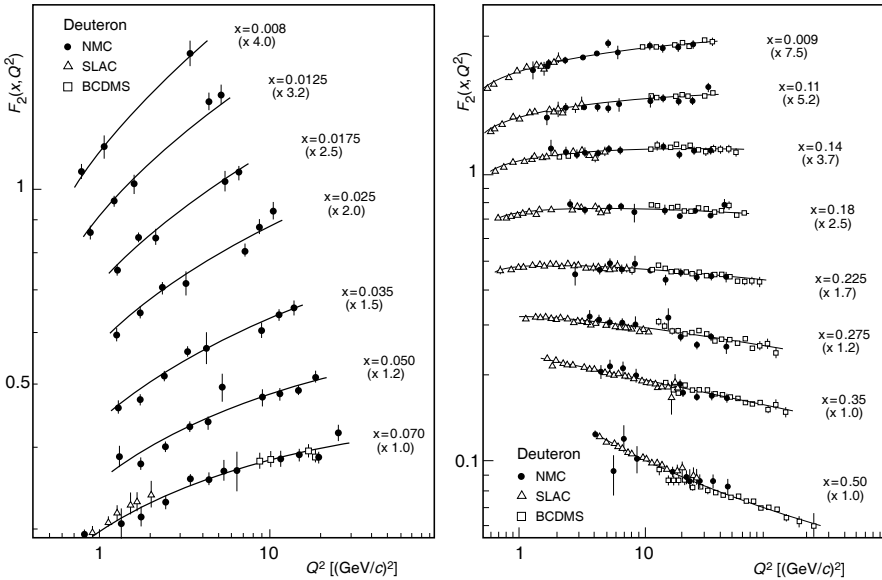 Deuteron
NMC
SLAC
BCDMS
x=0.008
(x 4.0)
x=0.0125
(x 3.2)
x=0.0175
(x 2.5)
x=0.025
(x 2.0)
x=0.035
(x 1.5)
x=0.050
(x 1.2)
x=0.070
(x 1.0)
F₂(x,Q²)
1
0.5
1
10
Q² [(GeV/c)²]
x=0.009
(x 7.5)
x=0.11
(x 5.2)
x=0.14
(x 3.7)
x=0.18
(x 2.5)
x=0.225
(x 1.7)
x=0.275
(x 1.2)
x=0.35
(x 1.0)
x=0.50
(x 1.0)
F₂(x,Q²)
1
0.1
Deuteron
NMC
SLAC
BCDMS
1
10
Q² [(GeV/c)²]